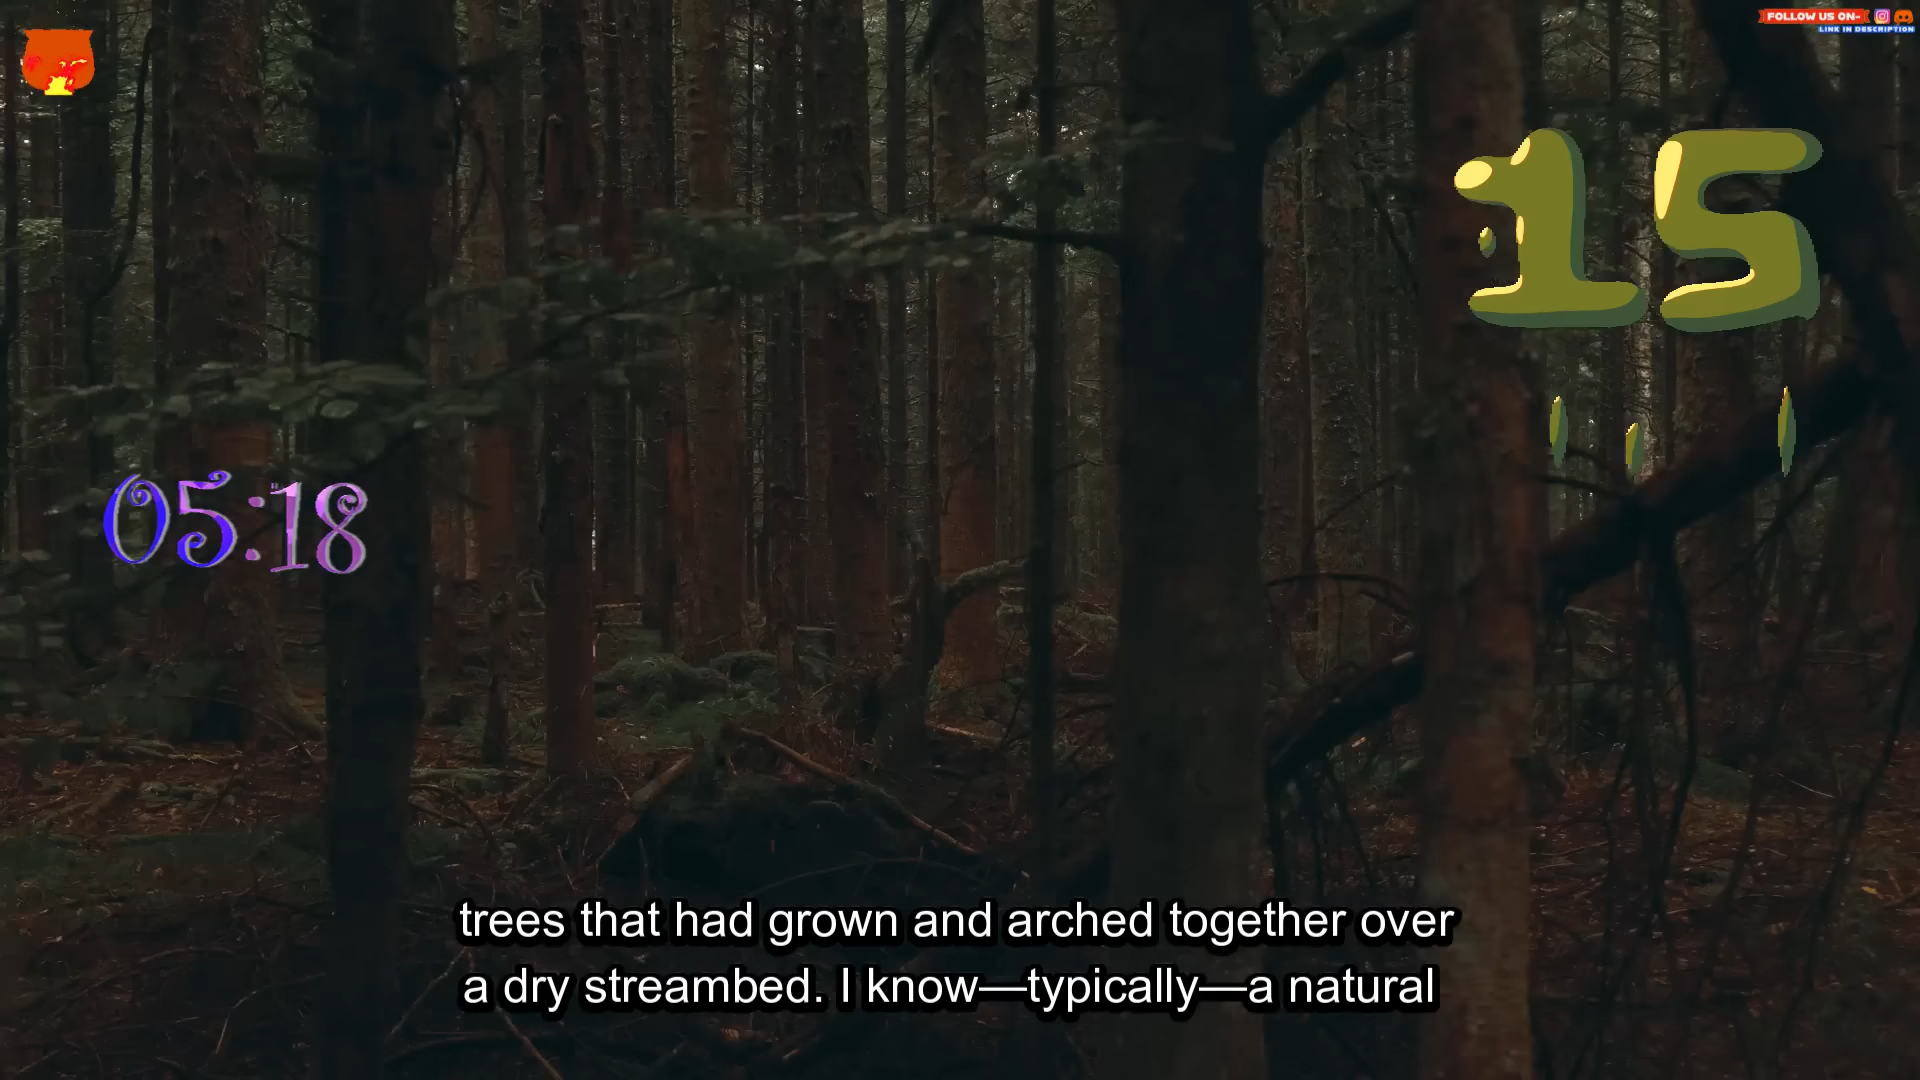 FOLLOW US ON-
LINK IN DESCRIPTION
15
05:18
trees that had grown and arched together over
a dry streambed. I know—typically—a natural